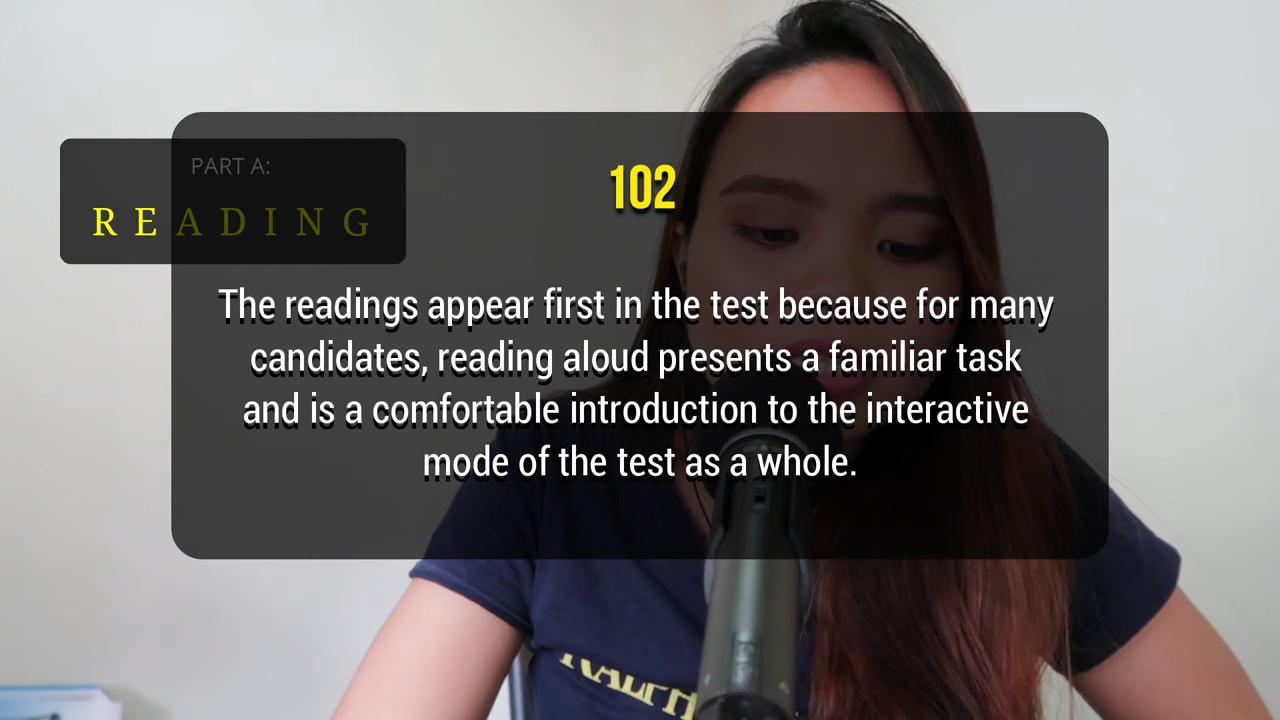 PART A:
READING
102
The readings appear first in the test because for many
candidates, reading aloud presents a familiar task
and is a comfortable introduction to the interactive
mode of the test as a whole.